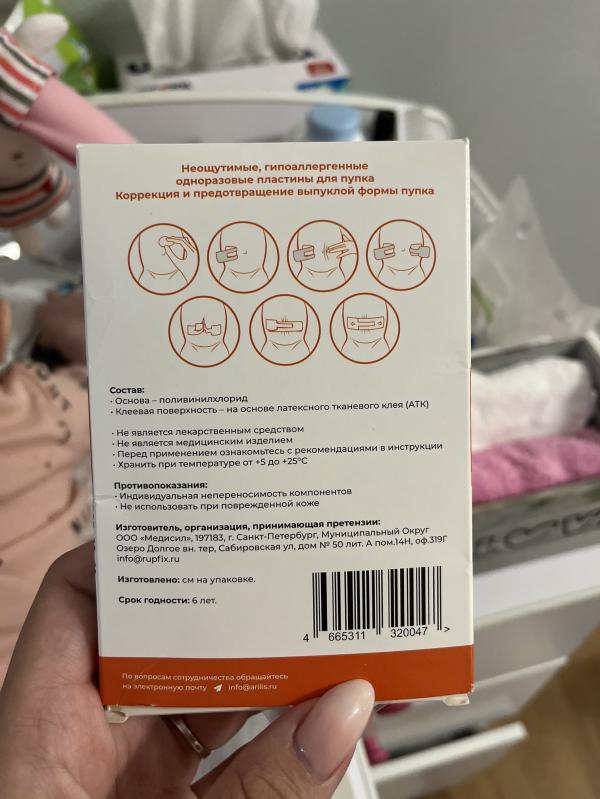 Неощутимые, гипоаллергенные
одноразовые пластины для пупка
Коррекция и предотвращение выпуклой формы пупка
Состав:
· Основа – поливинилхлорид
· Клеевая поверхность – на основе латексного тканевого клея (АТК)
· Не является лекарственным средством
· Не является медицинским изделием
· Перед применением ознакомьтесь с рекомендациями в инструкции
· Хранить при температуре от +5 до +25°С
Противопоказания:
· Индивидуальная непереносимость компонентов
· Не использовать при поврежденной коже
Изготовитель, организация, принимающая претензии:
ООО «Медисил», 197183, г. Санкт-Петербург, Муниципальный Округ
Озеро Долгое вн. тер, Сабировская ул, дом № 50 лит. А пом.14Н, оф.319Г
info@rupfix.ru
Изготовлено: см на упаковке.
Срок годности: 6 лет.
4 665311 320047 >
По вопросам сотрудничества обращайтесь
на электронную почту info@arilis.ru